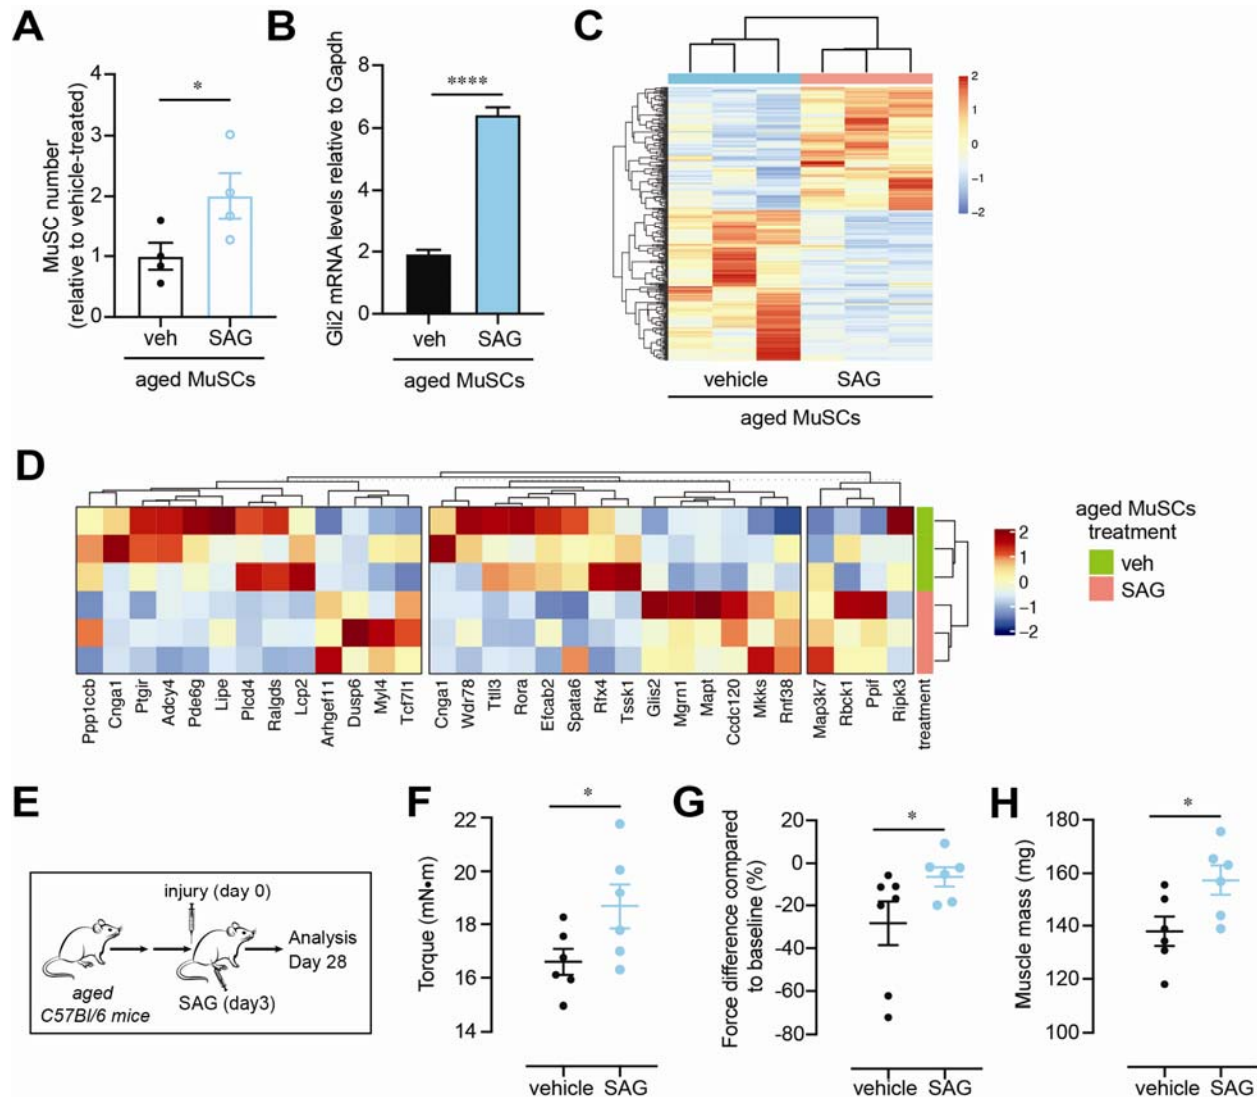 A
MuSC number
(relative to vehicle-treated)
4
3
2
1
0
*
veh SAG
aged MuSCs
B
Gli2 mRNA levels relative to Gapdh
8
6
4
2
0
****
veh SAG
aged MuSCs
C
2
1
0
−1
−2
vehicle SAG
aged MuSCs
D
Ppp1ccb
Cnga1
Ptgir
Adcy4
Pde6g
Lipe
Plcd4
Ralgds
Lcp2
Arhgef11
Dusp6
Myl4
Tcf7l1
Cnga1
Wdr78
Ttll3
Rora
Efcab2
Spata6
Rfx4
Tssk1
Glis2
Mgrn1
Mapt
Ccdc120
Mkks
Rnf38
Map3k7
Rbck1
Ppif
Ripk3
treatment
2
1
0
−1
−2
aged MuSCs
treatment
veh
SAG
E
injury (day 0)
aged
C57Bl/6 mice
SAG (day3)
Analysis
Day 28
F
Torque (mN•m)
22
20
18
16
14
*
vehicle SAG
G
Force difference compared
to baseline (%)
20
0
-20
-40
-60
-80
*
vehicle SAG
H
Muscle mass (mg)
180
160
140
120
100
*
vehicle SAG